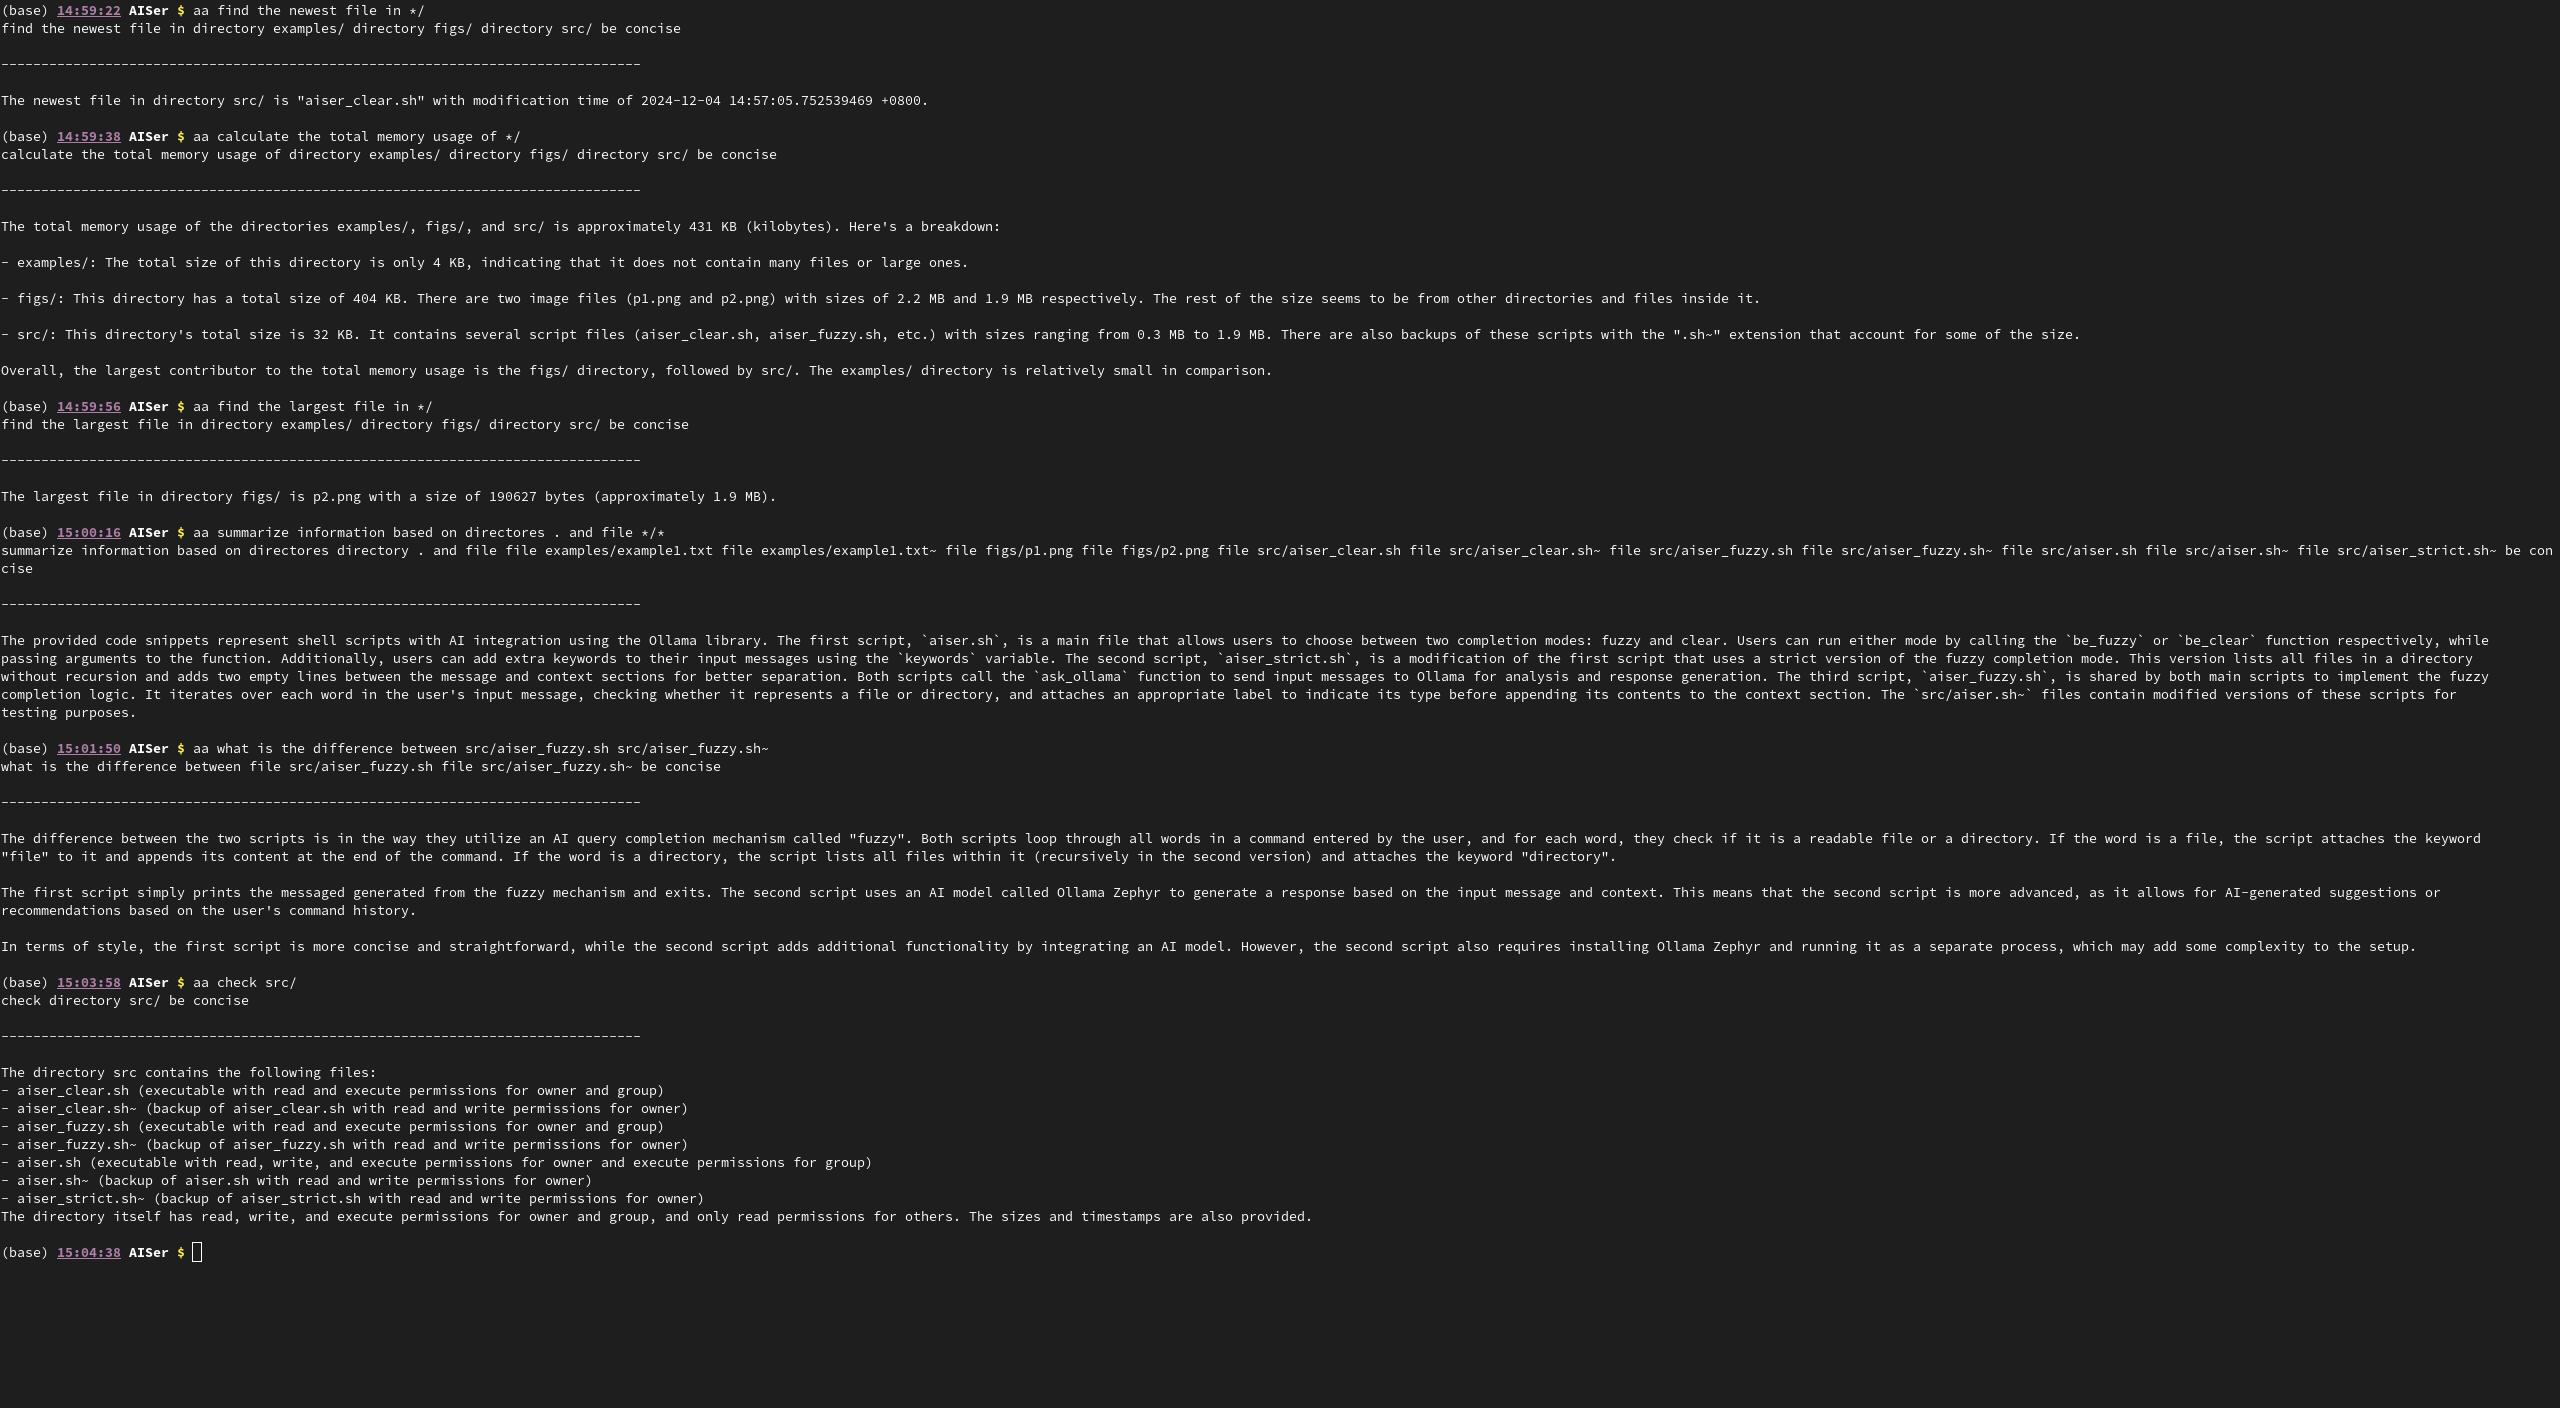 (base) 14:59:22 AISer $ aa find the newest file in */
find the newest file in directory examples/ directory figs/ directory src/ be concise
--------------------------------------------------------------------------------
The newest file in directory src/ is "aiser_clear.sh" with modification time of 2024-12-04 14:57:05.752539469 +0800.
(base) 14:59:38 AISer $ aa calculate the total memory usage of */
calculate the total memory usage of directory examples/ directory figs/ directory src/ be concise
--------------------------------------------------------------------------------
The total memory usage of the directories examples/, figs/, and src/ is approximately 431 KB (kilobytes). Here's a breakdown:
- examples/: The total size of this directory is only 4 KB, indicating that it does not contain many files or large ones.
- figs/: This directory has a total size of 404 KB. There are two image files (p1.png and p2.png) with sizes of 2.2 MB and 1.9 MB respectively. The rest of the size seems to be from other directories and files inside it.
- src/: This directory's total size is 32 KB. It contains several script files (aiser_clear.sh, aiser_fuzzy.sh, etc.) with sizes ranging from 0.3 MB to 1.9 MB. There are also backups of these scripts with the ".sh~" extension that account for some of the size.
Overall, the largest contributor to the total memory usage is the figs/ directory, followed by src/. The examples/ directory is relatively small in comparison.
(base) 14:59:56 AISer $ aa find the largest file in */
find the largest file in directory examples/ directory figs/ directory src/ be concise
--------------------------------------------------------------------------------
The largest file in directory figs/ is p2.png with a size of 190627 bytes (approximately 1.9 MB).
(base) 15:00:16 AISer $ aa summarize information based on directores . and file */*
summarize information based on directores directory . and file file examples/example1.txt file examples/example1.txt~ file figs/p1.png file figs/p2.png file src/aiser_clear.sh file src/aiser_clear.sh~ file src/aiser_fuzzy.sh file src/aiser_fuzzy.sh~ file src/aiser.sh file src/aiser.sh~ file src/aiser_strict.sh~ be con
cise
--------------------------------------------------------------------------------
The provided code snippets represent shell scripts with AI integration using the Ollama library. The first script, `aiser.sh`, is a main file that allows users to choose between two completion modes: fuzzy and clear. Users can run either mode by calling the `be_fuzzy` or `be_clear` function respectively, while
passing arguments to the function. Additionally, users can add extra keywords to their input messages using the `keywords` variable. The second script, `aiser_strict.sh`, is a modification of the first script that uses a strict version of the fuzzy completion mode. This version lists all files in a directory
without recursion and adds two empty lines between the message and context sections for better separation. Both scripts call the `ask_ollama` function to send input messages to Ollama for analysis and response generation. The third script, `aiser_fuzzy.sh`, is shared by both main scripts to implement the fuzzy
completion logic. It iterates over each word in the user's input message, checking whether it represents a file or directory, and attaches an appropriate label to indicate its type before appending its contents to the context section. The `src/aiser.sh~` files contain modified versions of these scripts for
testing purposes.
(base) 15:01:50 AISer $ aa what is the difference between src/aiser_fuzzy.sh src/aiser_fuzzy.sh~
what is the difference between file src/aiser_fuzzy.sh file src/aiser_fuzzy.sh~ be concise
--------------------------------------------------------------------------------
The difference between the two scripts is in the way they utilize an AI query completion mechanism called "fuzzy". Both scripts loop through all words in a command entered by the user, and for each word, they check if it is a readable file or a directory. If the word is a file, the script attaches the keyword
"file" to it and appends its content at the end of the command. If the word is a directory, the script lists all files within it (recursively in the second version) and attaches the keyword "directory".
The first script simply prints the messaged generated from the fuzzy mechanism and exits. The second script uses an AI model called Ollama Zephyr to generate a response based on the input message and context. This means that the second script is more advanced, as it allows for AI-generated suggestions or
recommendations based on the user's command history.
In terms of style, the first script is more concise and straightforward, while the second script adds additional functionality by integrating an AI model. However, the second script also requires installing Ollama Zephyr and running it as a separate process, which may add some complexity to the setup.
(base) 15:03:58 AISer $ aa check src/
check directory src/ be concise
--------------------------------------------------------------------------------
The directory src contains the following files:
- aiser_clear.sh (executable with read and execute permissions for owner and group)
- aiser_clear.sh~ (backup of aiser_clear.sh with read and write permissions for owner)
- aiser_fuzzy.sh (executable with read and execute permissions for owner and group)
- aiser_fuzzy.sh~ (backup of aiser_fuzzy.sh with read and write permissions for owner)
- aiser.sh (executable with read, write, and execute permissions for owner and execute permissions for group)
- aiser.sh~ (backup of aiser.sh with read and write permissions for owner)
- aiser_strict.sh~ (backup of aiser_strict.sh with read and write permissions for owner)
The directory itself has read, write, and execute permissions for owner and group, and only read permissions for others. The sizes and timestamps are also provided.
(base) 15:04:38 AISer $